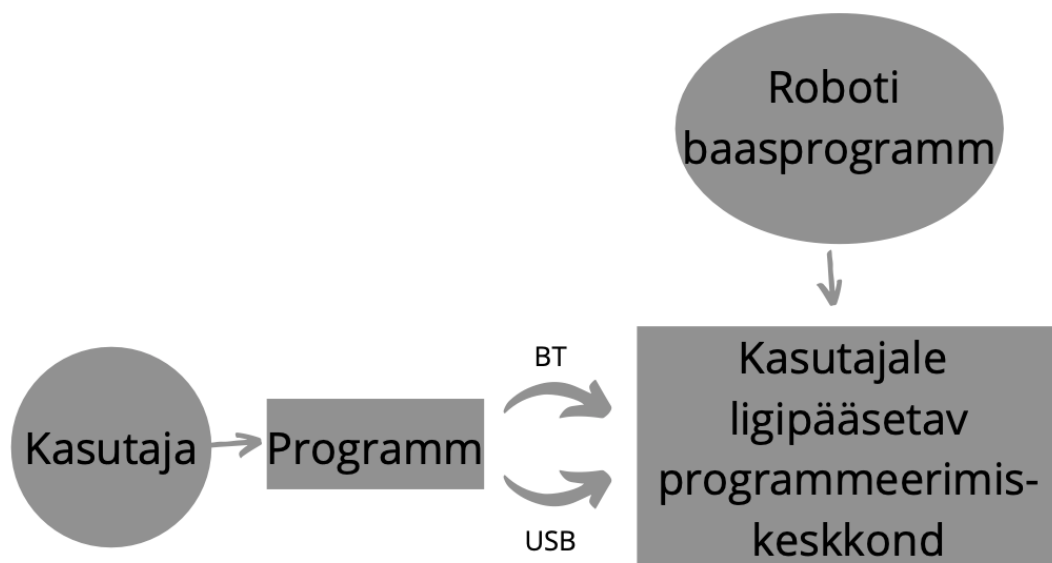 Roboti
baasprogramm
Kasutaja
Programm
BT
USB
Kasutajale
ligipääsetav
programmeerimis-
keskkond